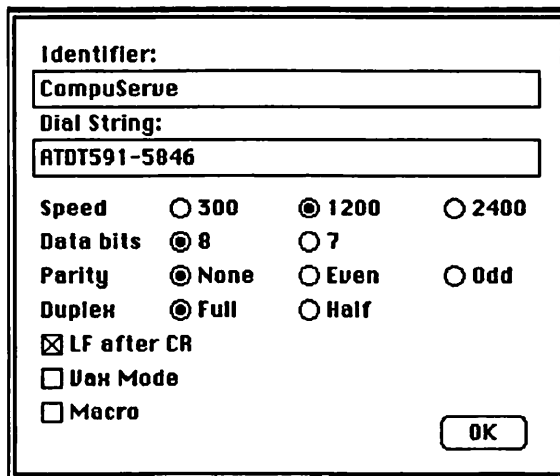 Identifier:
CompuServe
Dial String:
ATDT591-5846
Speed 300 1200 2400
Data bits 8 7
Parity None Even Odd
Duplex Full Half
LF after CR
Vax Mode
Macro
OK